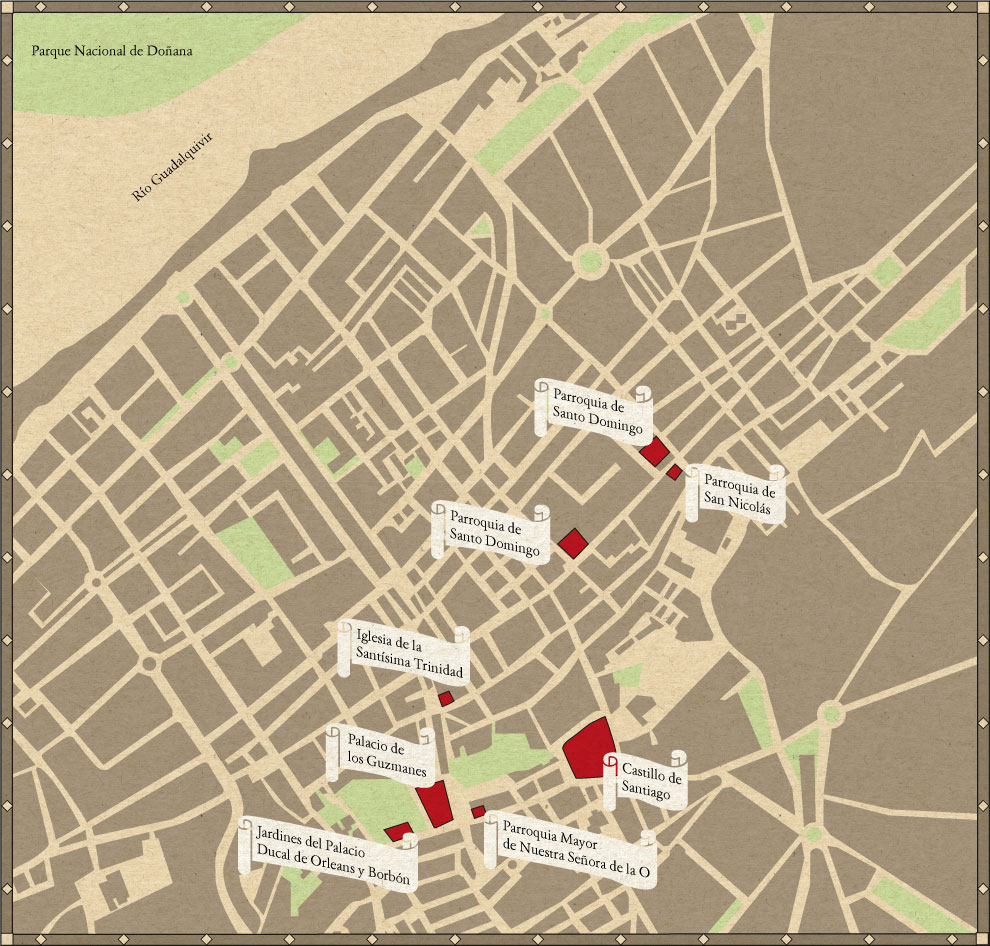 Parque Nacional de Doñana
Río Guadalquivir
Parroquia de
Santo Domingo
Parroquia de
San Nicolás
Parroquia de
Santo Domingo
Iglesia de la
Santísima Trinidad
Palacio de
los Guzmanes
Castillo de
Santiago
Jardines del Palacio
Ducal de Orleans y Borbón
Parroquia Mayor
de Nuestra Señora de la O